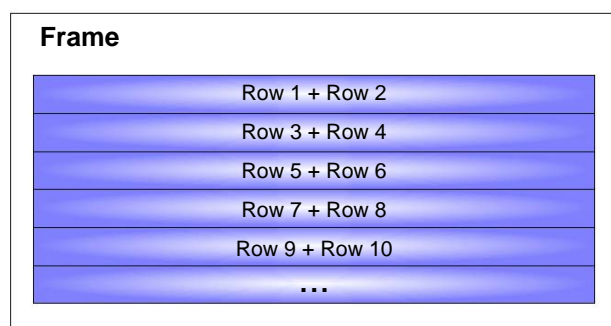 Frame
Row 1 + Row 2
Row 3 + Row 4
Row 5 + Row 6
Row 7 + Row 8
Row 9 + Row 10
...